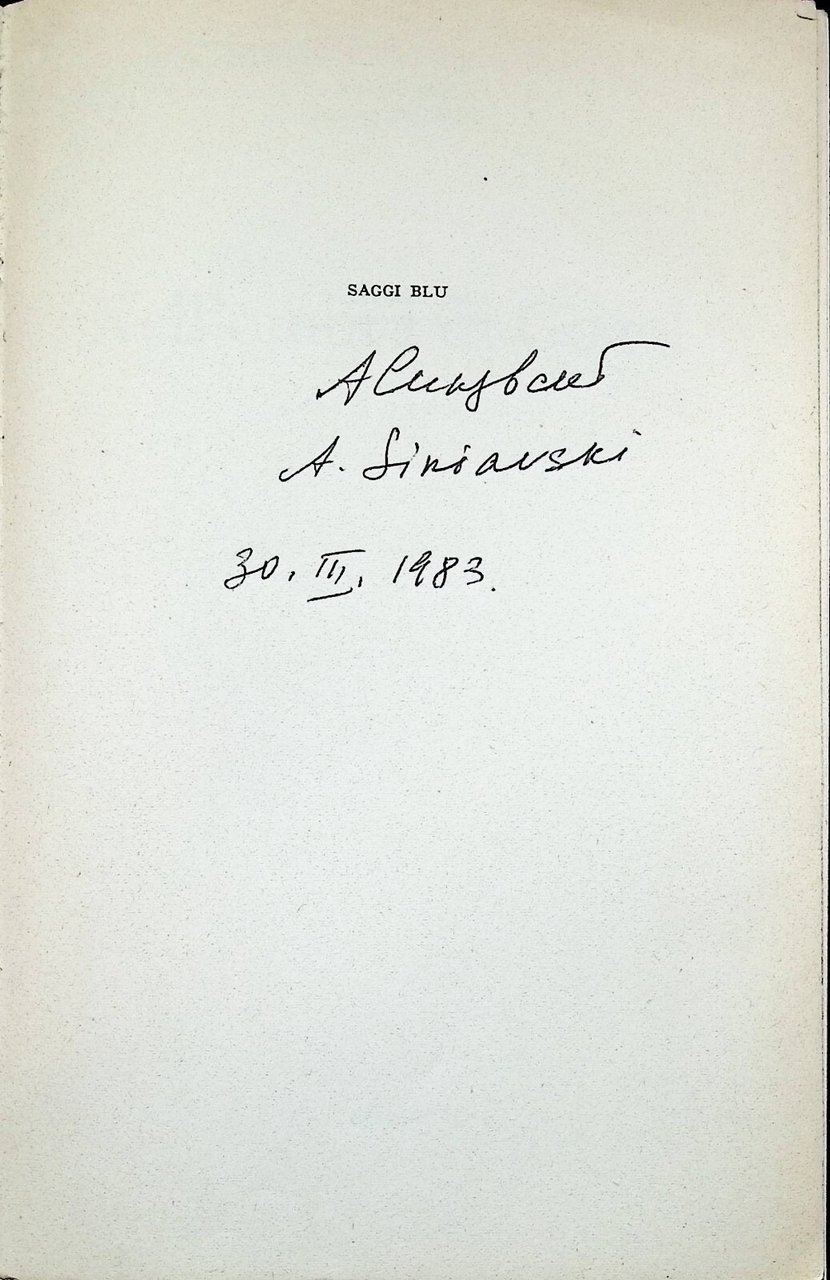 SAGGI BLU
АСинявский
A. Siniavski
30. III. 1983.